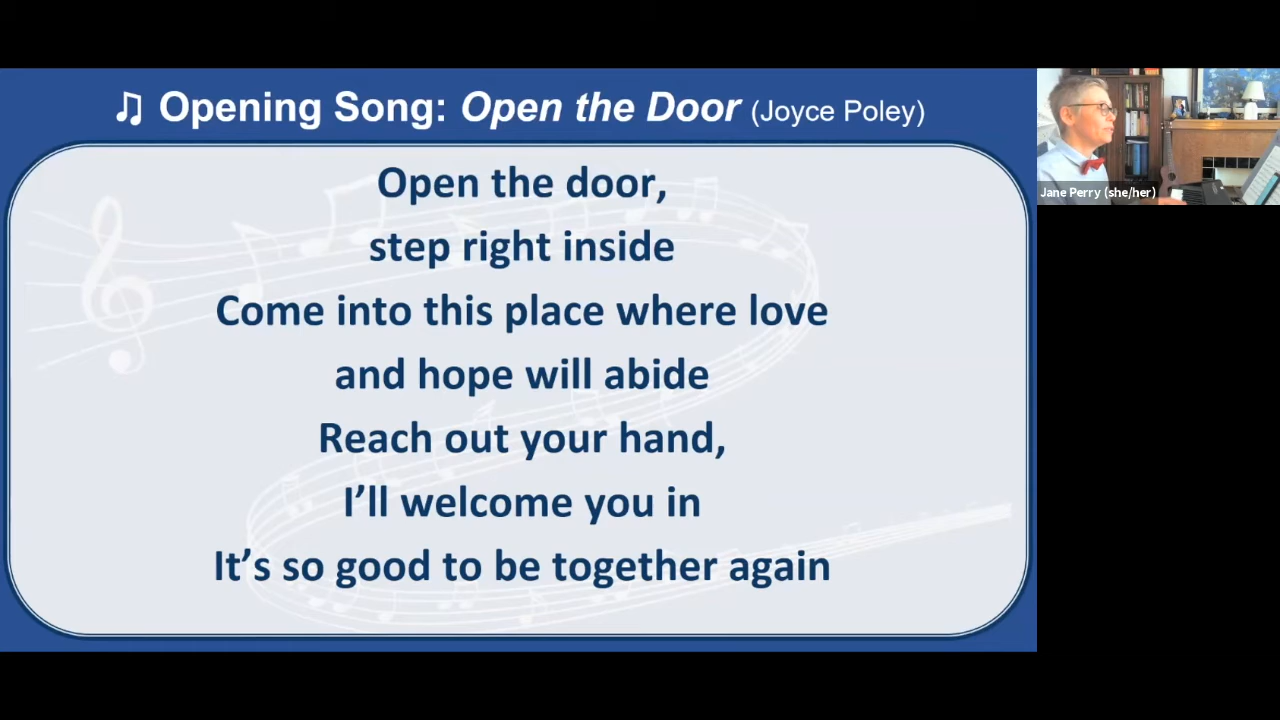 ♫ Opening Song: Open the Door (Joyce Poley)
Open the door,
step right inside
Come into this place where love
and hope will abide
Reach out your hand,
I’ll welcome you in
It’s so good to be together again
Jane Perry (she/her)